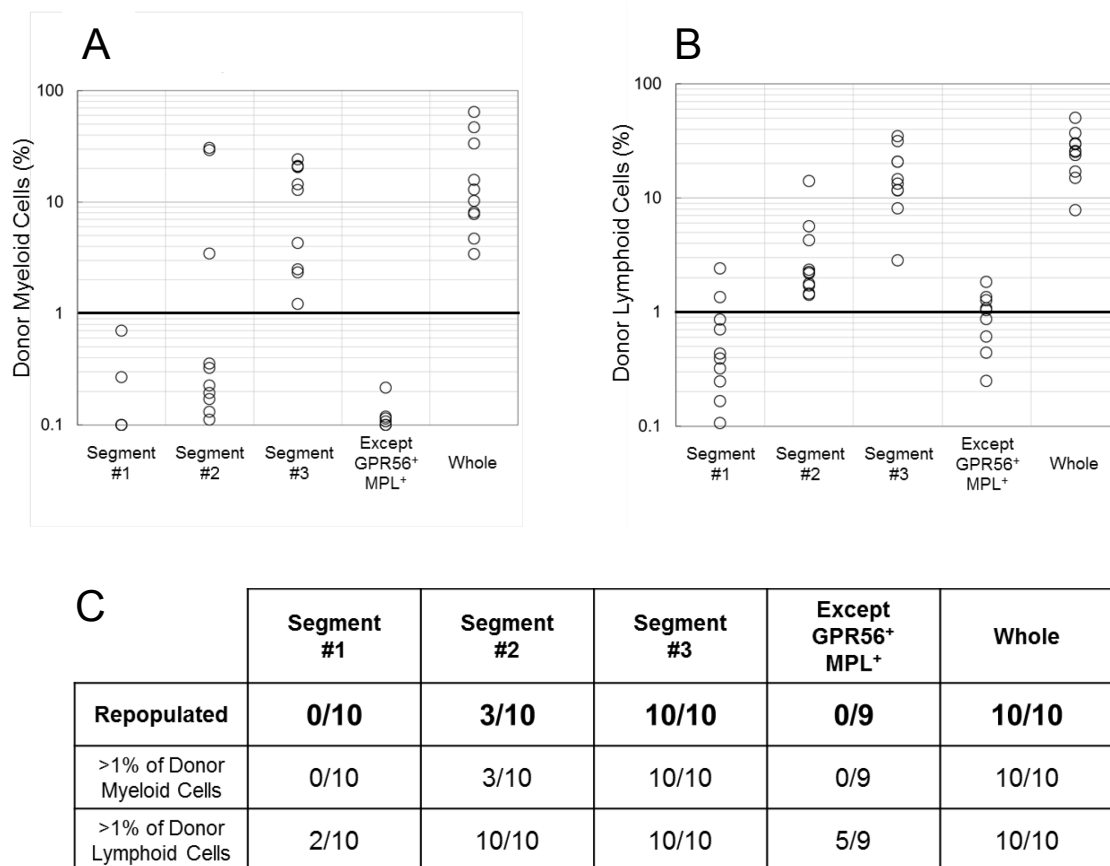 A
Donor Myeloid Cells (%)
100
10
1
0.1
Segment
#1
Segment
#2
Segment
#3
Except
GPR56⁺
MPL⁺
Whole
B
Donor Lymphoid Cells (%)
100
10
1
0.1
Segment
#1
Segment
#2
Segment
#3
Except
GPR56⁺
MPL⁺
Whole
C
Segment
#1
Segment
#2
Segment
#3
Except
GPR56⁺
MPL⁺
Whole
Repopulated 0/10 3/10 10/10 0/9 10/10
>1% of Donor
Myeloid Cells
0/10 3/10 10/10 0/9 10/10
>1% of Donor
Lymphoid Cells
2/10 10/10 10/10 5/9 10/10